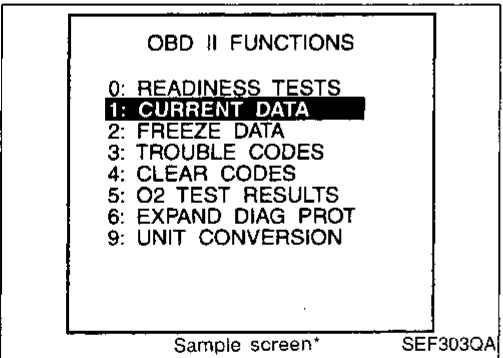 OBD II FUNCTIONS
0: READINESS TESTS
1: CURRENT DATA
2: FREEZE DATA
3: TROUBLE CODES
4: CLEAR CODES
5: O2 TEST RESULTS
6: EXPAND DIAG PROT
9: UNIT CONVERSION
Sample screen* SEF303QA